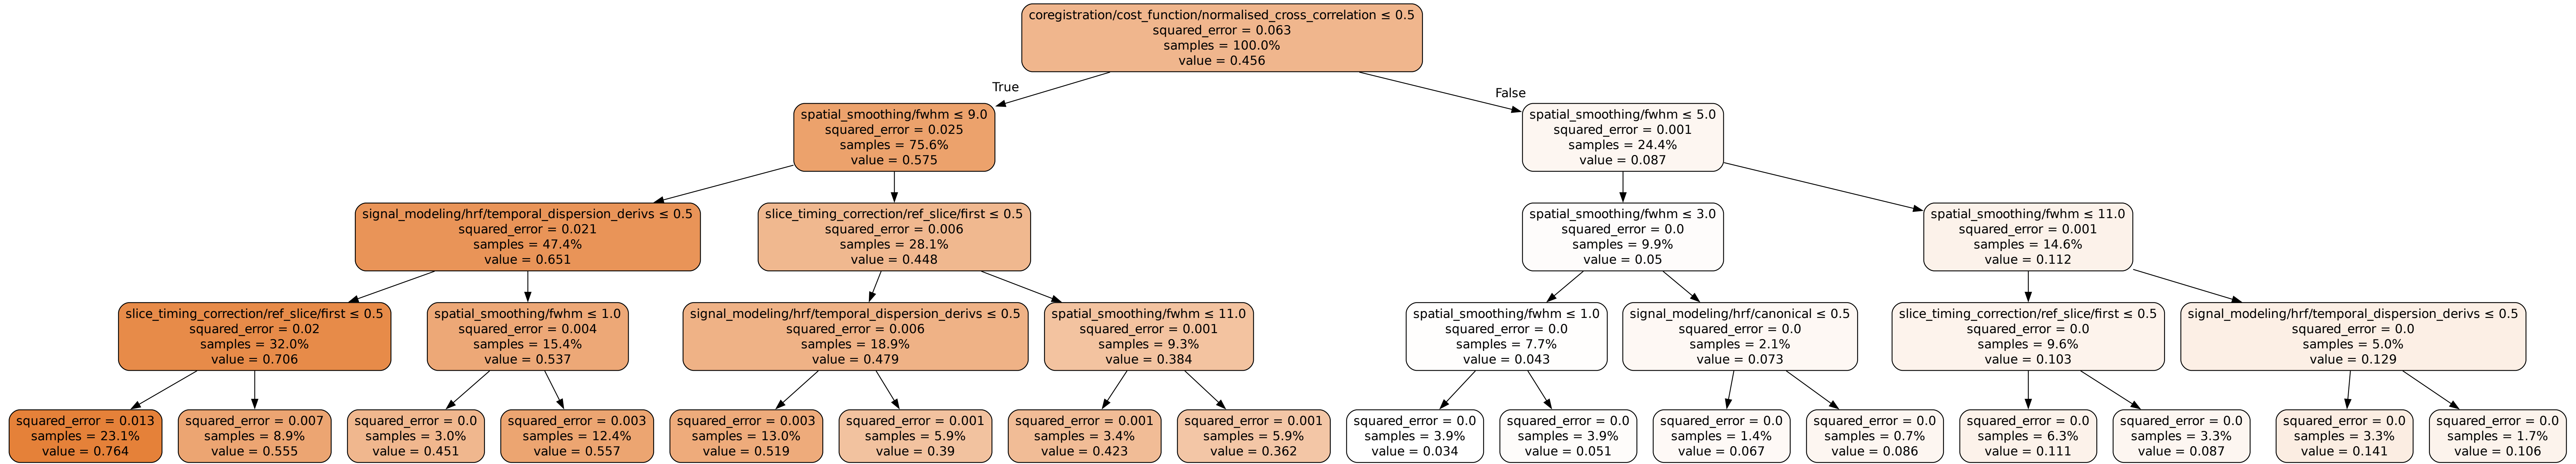 coregistration/cost_function/normalised_cross_correlation ≤ 0.5
squared_error = 0.063
samples = 100.0%
value = 0.456
True
False
spatial_smoothing/fwhm ≤ 9.0
squared_error = 0.025
samples = 75.6%
value = 0.575
spatial_smoothing/fwhm ≤ 5.0
squared_error = 0.001
samples = 24.4%
value = 0.087
signal_modeling/hrf/temporal_dispersion_derivs ≤ 0.5
squared_error = 0.021
samples = 47.4%
value = 0.651
slice_timing_correction/ref_slice/first ≤ 0.5
squared_error = 0.006
samples = 28.1%
value = 0.448
spatial_smoothing/fwhm ≤ 3.0
squared_error = 0.0
samples = 9.9%
value = 0.05
spatial_smoothing/fwhm ≤ 11.0
squared_error = 0.001
samples = 14.6%
value = 0.112
slice_timing_correction/ref_slice/first ≤ 0.5
squared_error = 0.02
samples = 32.0%
value = 0.706
spatial_smoothing/fwhm ≤ 1.0
squared_error = 0.004
samples = 15.4%
value = 0.537
signal_modeling/hrf/temporal_dispersion_derivs ≤ 0.5
squared_error = 0.006
samples = 18.9%
value = 0.479
spatial_smoothing/fwhm ≤ 11.0
squared_error = 0.001
samples = 9.3%
value = 0.384
spatial_smoothing/fwhm ≤ 1.0
squared_error = 0.0
samples = 7.7%
value = 0.043
signal_modeling/hrf/canonical ≤ 0.5
squared_error = 0.0
samples = 2.1%
value = 0.073
slice_timing_correction/ref_slice/first ≤ 0.5
squared_error = 0.0
samples = 9.6%
value = 0.103
signal_modeling/hrf/temporal_dispersion_derivs ≤ 0.5
squared_error = 0.0
samples = 5.0%
value = 0.129
squared_error = 0.013
samples = 23.1%
value = 0.764
squared_error = 0.007
samples = 8.9%
value = 0.555
squared_error = 0.0
samples = 3.0%
value = 0.451
squared_error = 0.003
samples = 12.4%
value = 0.557
squared_error = 0.003
samples = 13.0%
value = 0.519
squared_error = 0.001
samples = 5.9%
value = 0.39
squared_error = 0.001
samples = 3.4%
value = 0.423
squared_error = 0.001
samples = 5.9%
value = 0.362
squared_error = 0.0
samples = 3.9%
value = 0.034
squared_error = 0.0
samples = 3.9%
value = 0.051
squared_error = 0.0
samples = 1.4%
value = 0.067
squared_error = 0.0
samples = 0.7%
value = 0.086
squared_error = 0.0
samples = 6.3%
value = 0.111
squared_error = 0.0
samples = 3.3%
value = 0.087
squared_error = 0.0
samples = 3.3%
value = 0.141
squared_error = 0.0
samples = 1.7%
value = 0.106